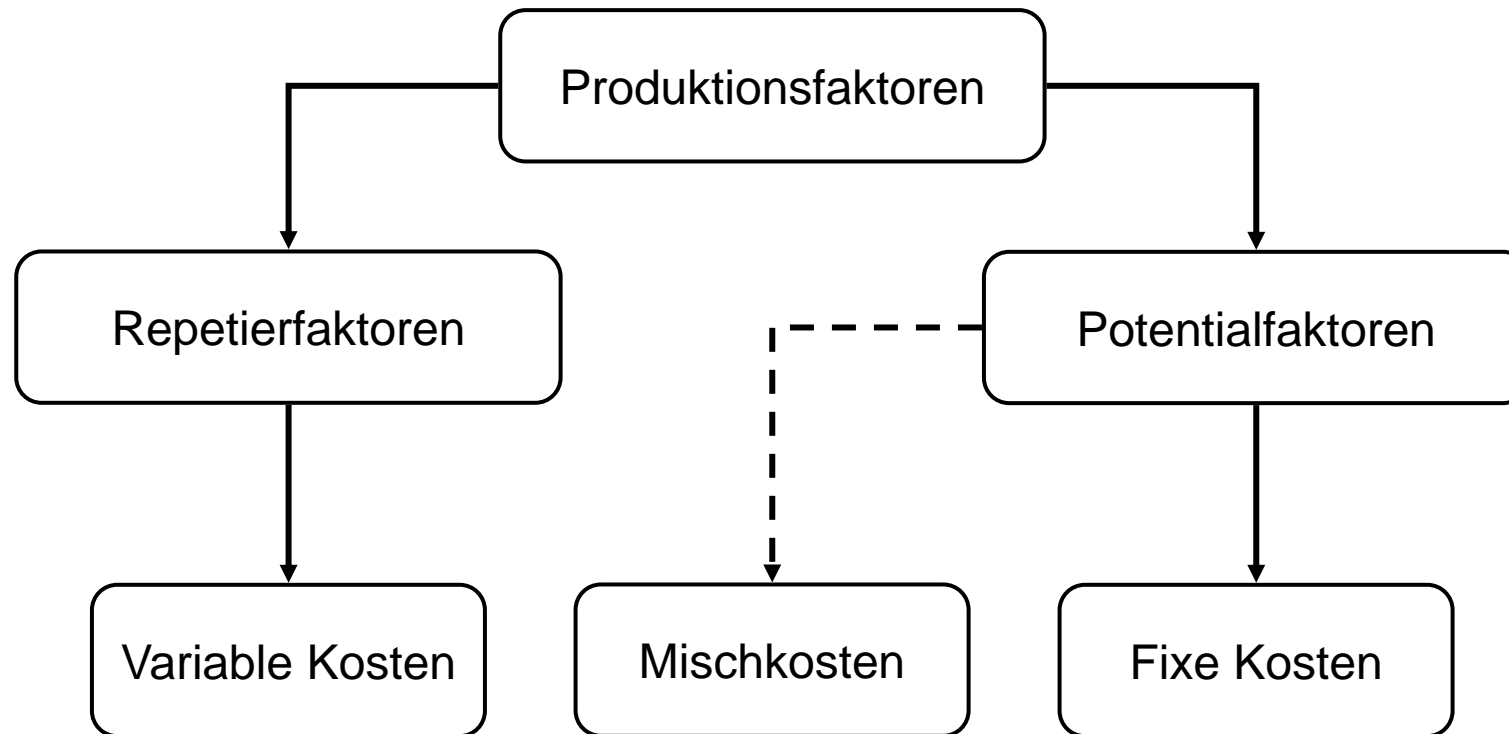 Produktionsfaktoren
Repetierfaktoren
Potentialfaktoren
Variable Kosten
Mischkosten
Fixe Kosten